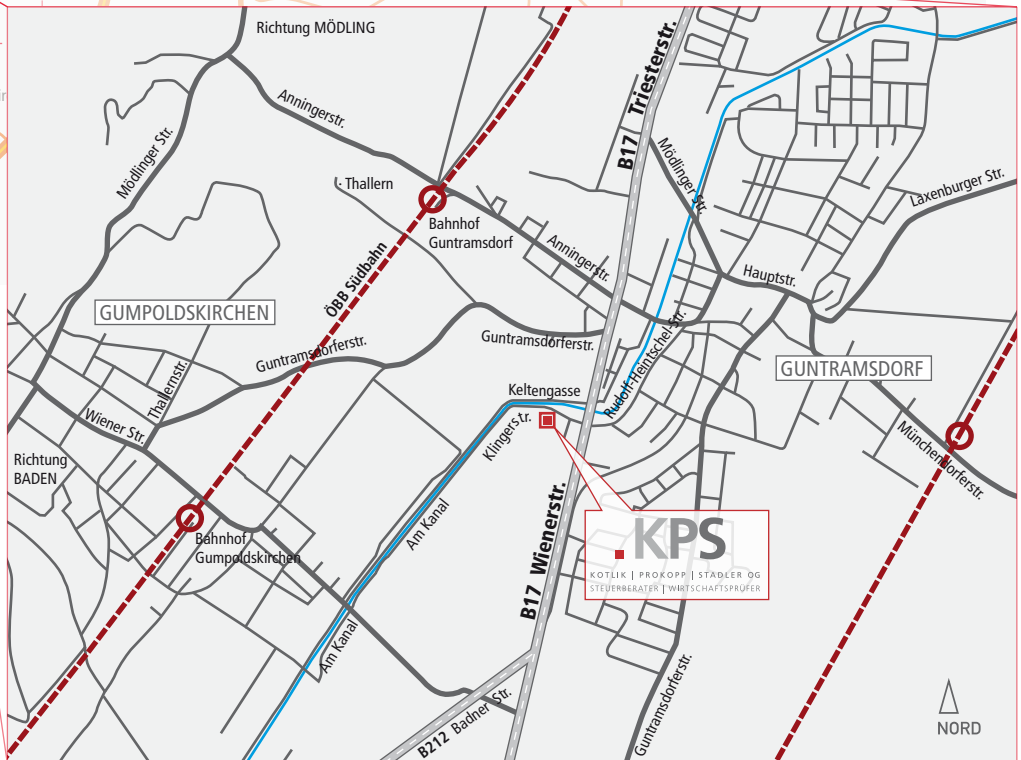 Richtung MÖDLING
B17 Triesterstr.
Anningerstr.
Mödlinger Str.
Mödlinger Str.
Thallern
Laxenburger Str.
Bahnhof
Guntramsdorf
Anningerstr.
ÖBB Südbahn
Hauptstr.
GUMPOLDSKIRCHEN
Guntramsdorferstr.
Guntramsdorferstr.
Rudolf-Heintschel-Str.
GUNTRAMSDORF
Thallernstr.
Keltengasse
Wiener Str.
Klingerstr.
Münchendorferstr.
Richtung
BADEN
Am Kanal
B17 Wienerstr.
Bahnhof
Gumpoldskirchen
KPS
KOTLIK | PROKOPP | STADLER OG
STEUERBERATER | WIRTSCHAFTSPRÜFER
Am Kanal
Guntramsdorferstr.
B212 Badner Str.
NORD